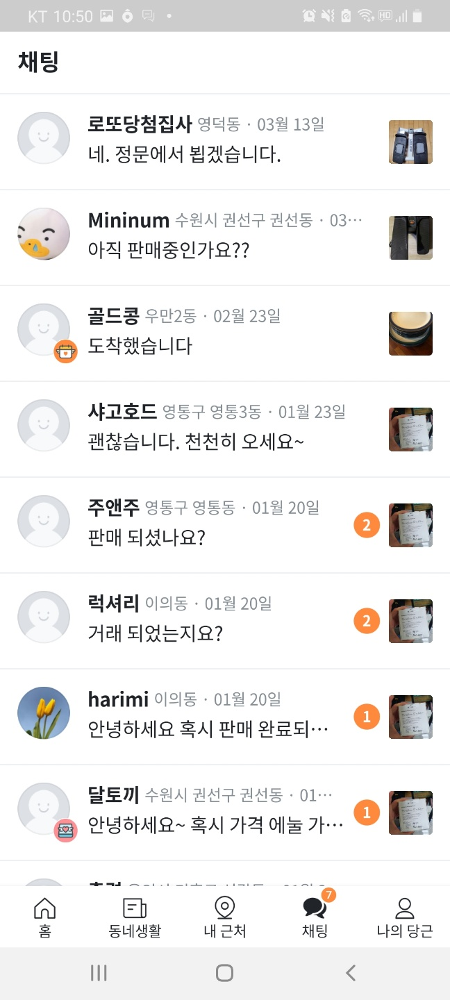 KT 10:50
HD
채팅
로또당첨집사 영덕동 · 03월 13일
네. 정문에서 뵙겠습니다.
Mininum 수원시 권선구 권선동 · 03…
아직 판매중인가요??
골드콩 우만2동 · 02월 23일
도착했습니다
샤고호드 영통구 영통3동 · 01월 23일
괜찮습니다. 천천히 오세요~
주앤주 영통구 영통동 · 01월 20일
판매 되셨나요?
2
럭셔리 이의동 · 01월 20일
거래 되었는지요?
2
harimi 이의동 · 01월 20일
안녕하세요 혹시 판매 완료되…
1
달토끼 수원시 권선구 권선동 · 01…
안녕하세요~ 혹시 가격 에눌 가…
1
7
홈 동네생활 내 근처 채팅 나의 당근